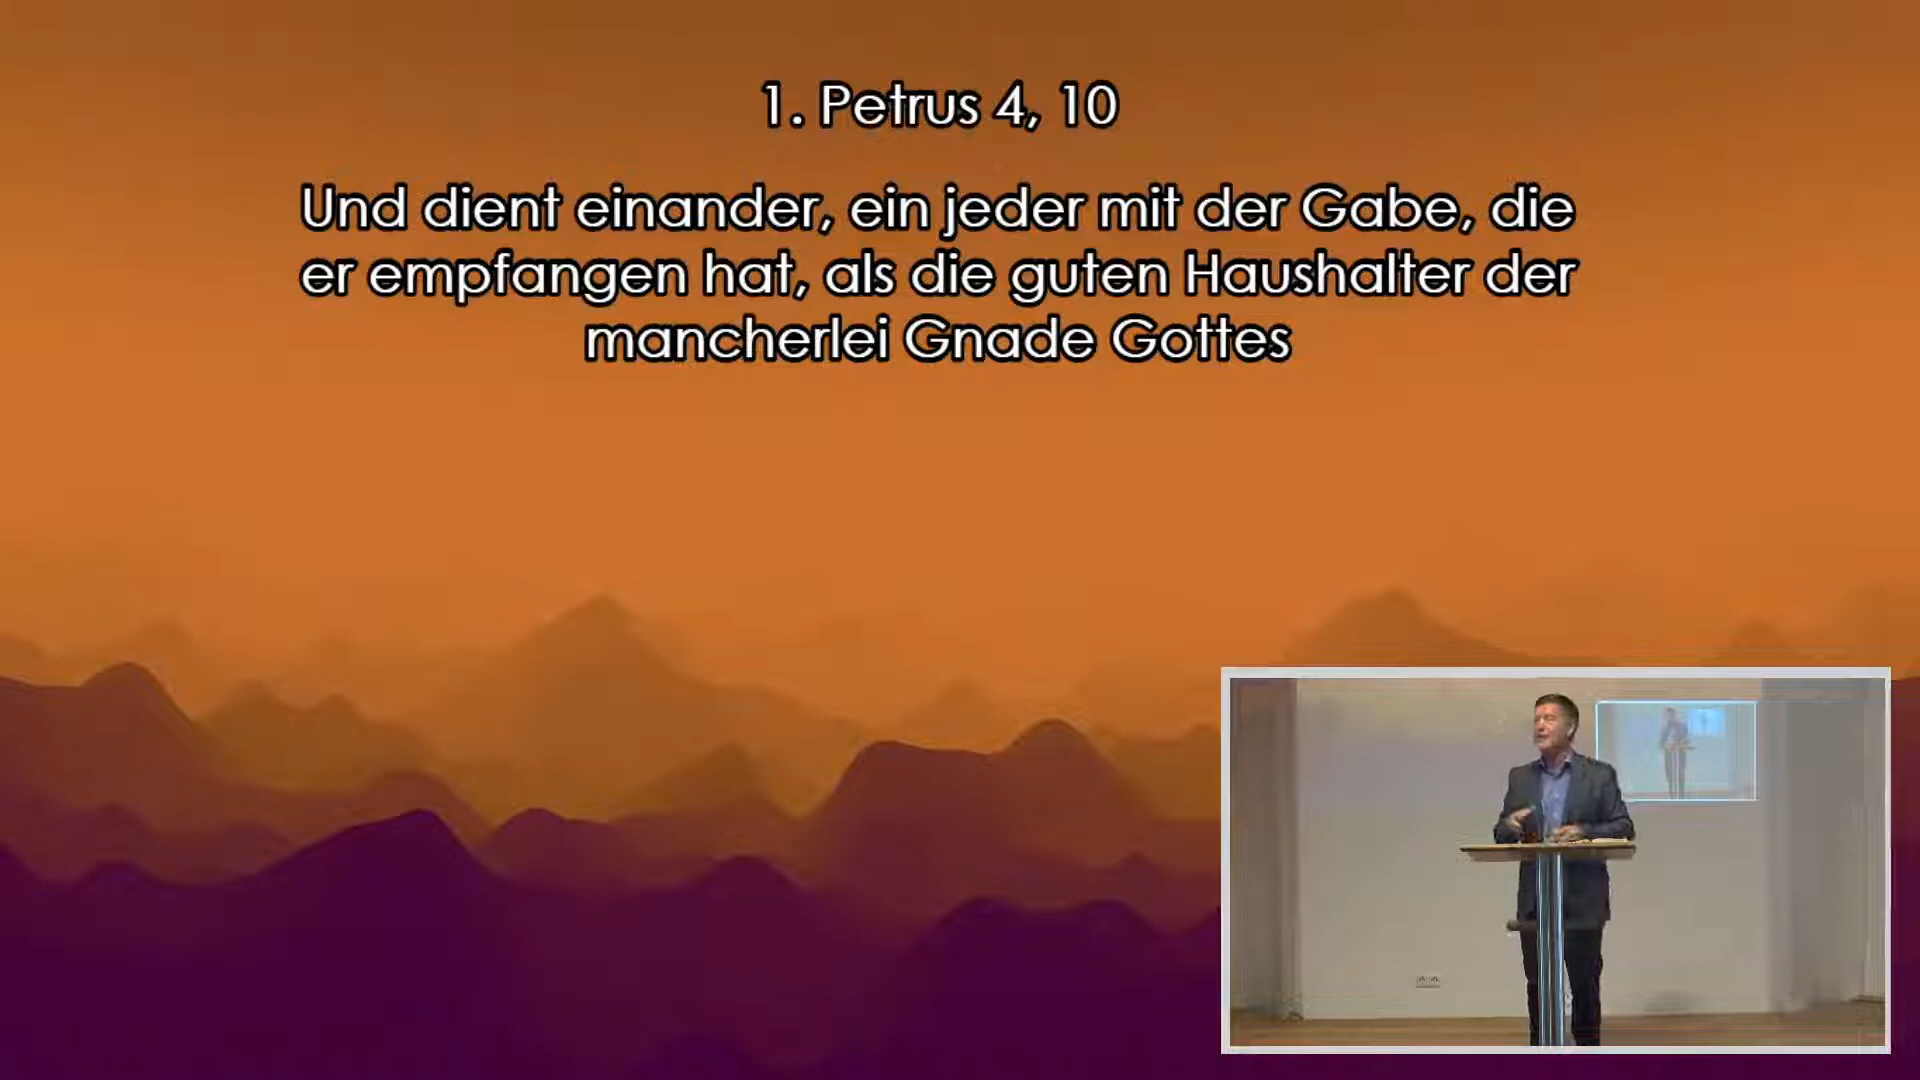 1. Petrus 4, 10
Und dient einander, ein jeder mit der Gabe, die
er empfangen hat, als die guten Haushalter der
mancherlei Gnade Gottes